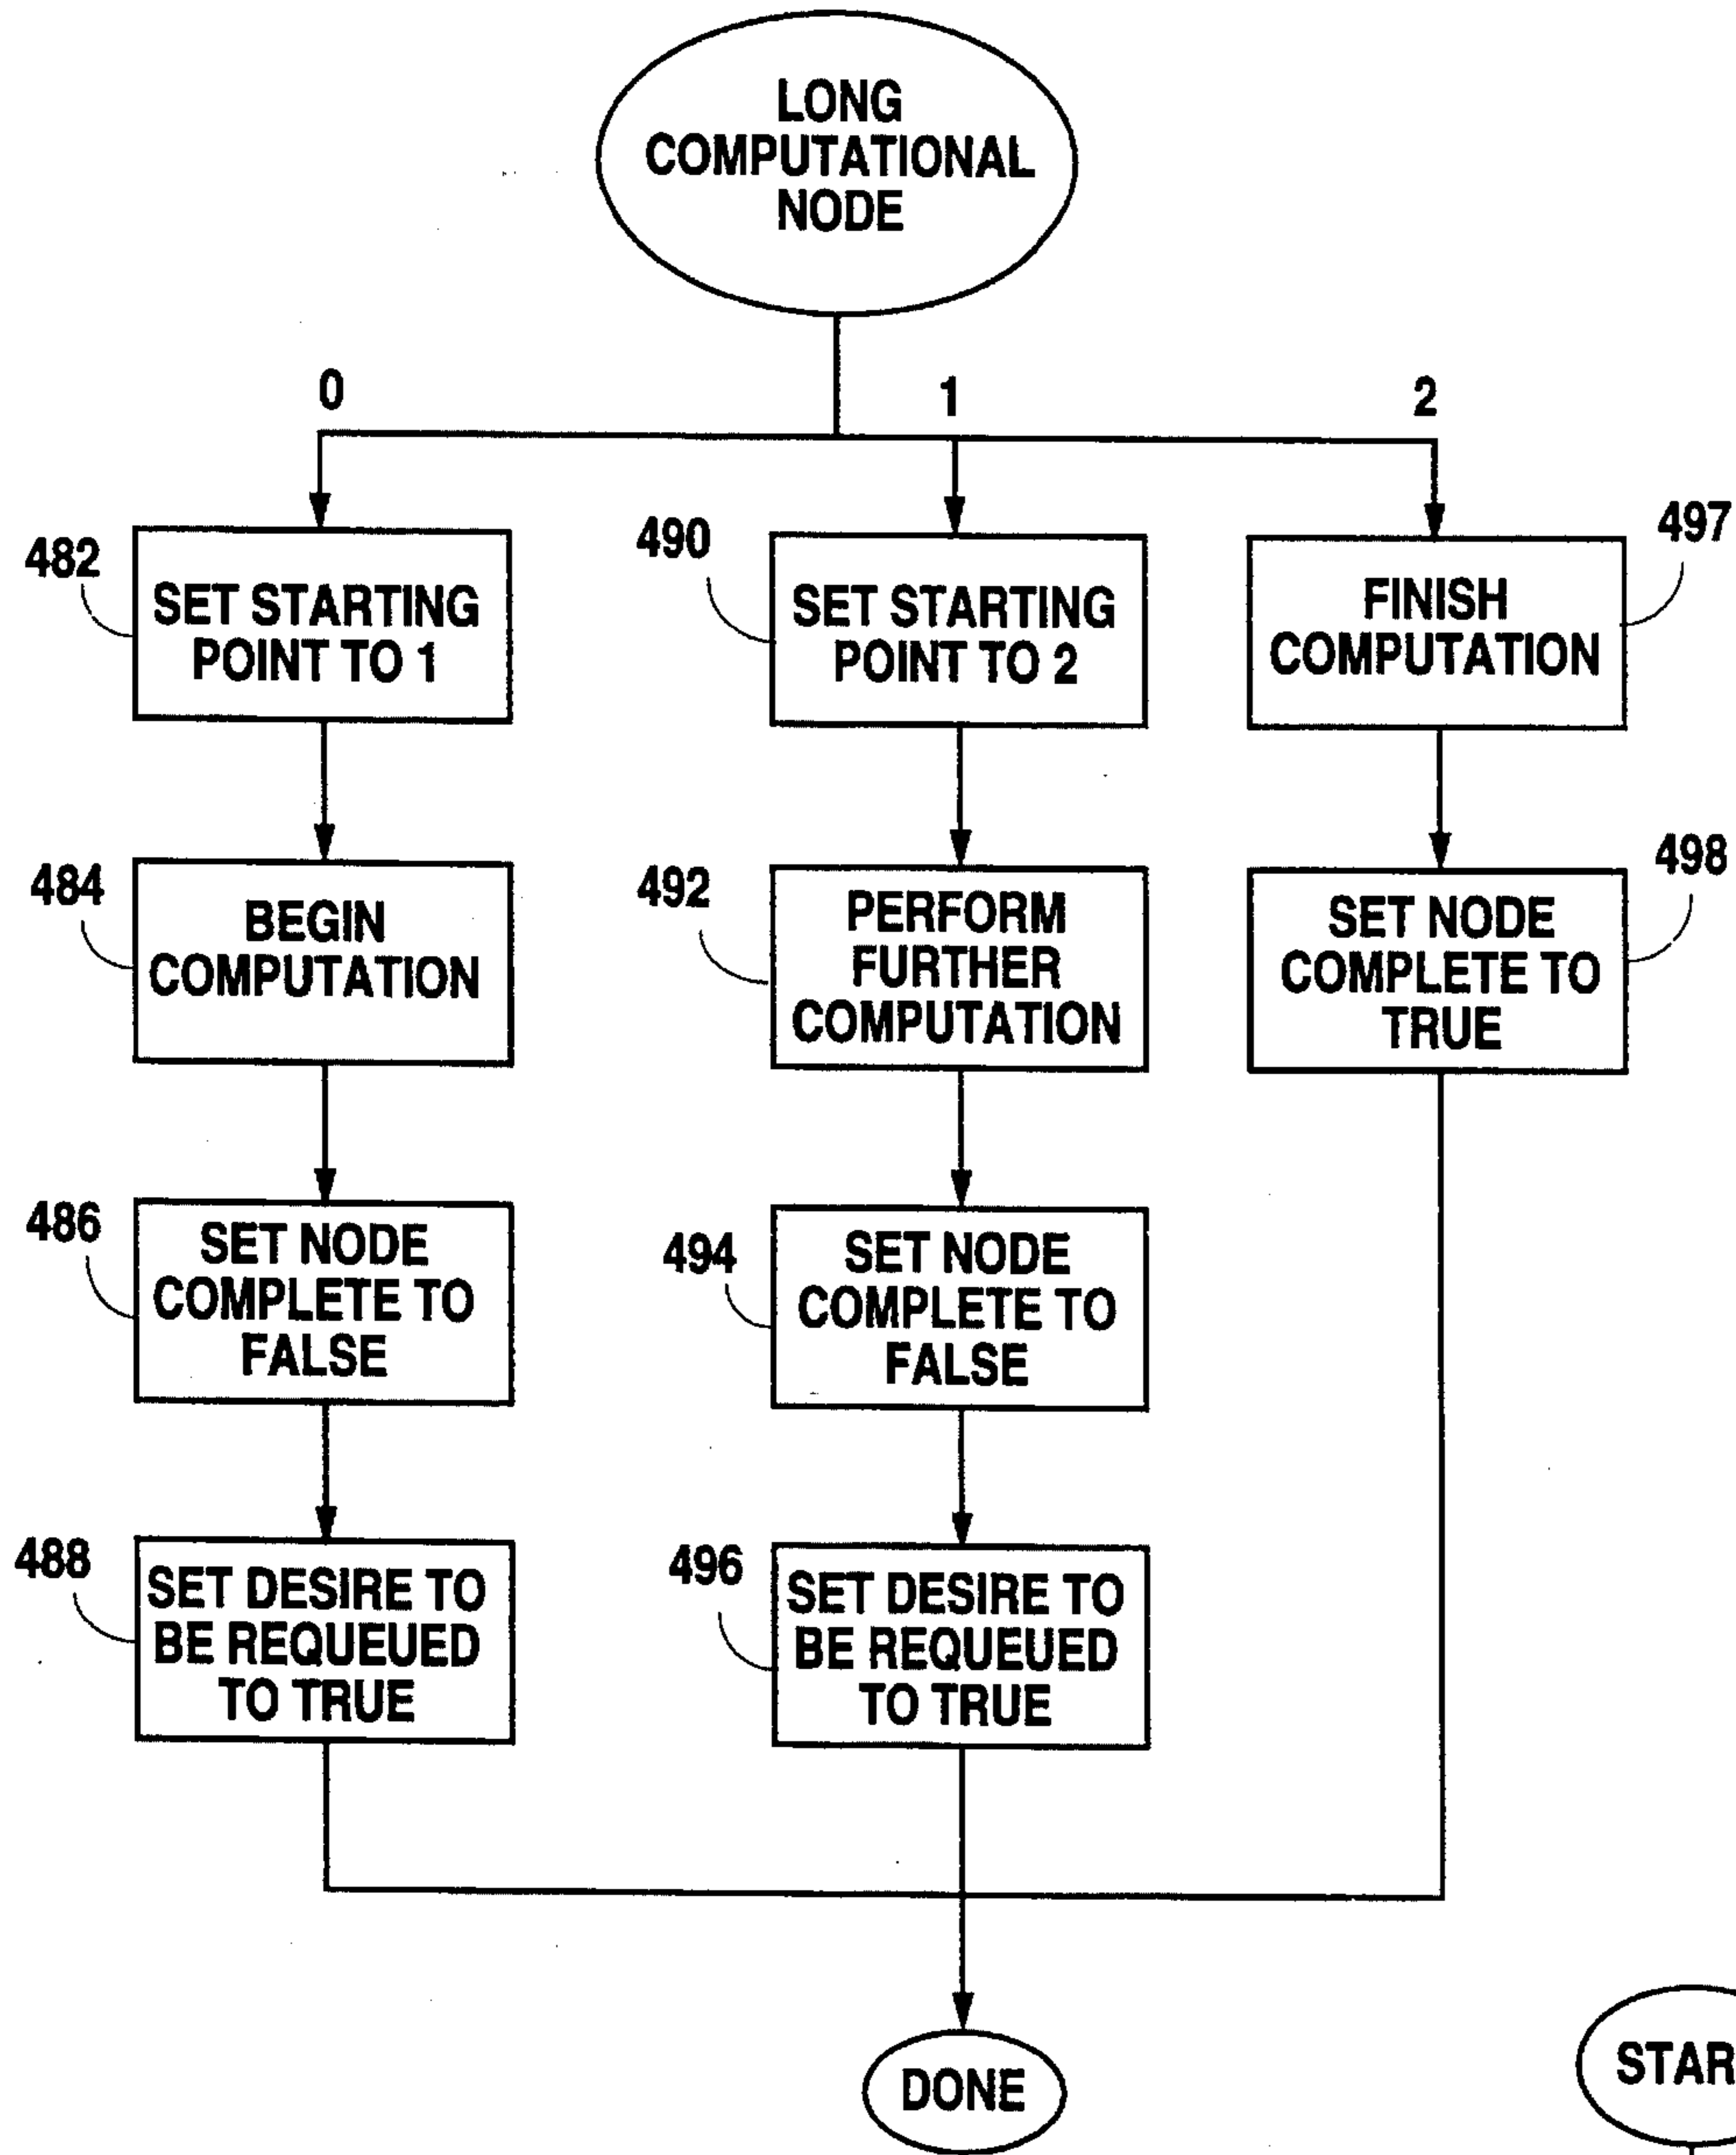 LONG
COMPUTATIONAL
NODE
0
1
2
482
SET STARTING
POINT TO 1
490
SET STARTING
POINT TO 2
497
FINISH
COMPUTATION
484
BEGIN
COMPUTATION
492
PERFORM
FURTHER
COMPUTATION
498
SET NODE
COMPLETE TO
TRUE
486
SET NODE
COMPLETE TO
FALSE
494
SET NODE
COMPLETE TO
FALSE
488
SET DESIRE TO
BE REQUEUED
TO TRUE
496
SET DESIRE TO
BE REQUEUED
TO TRUE
DONE
STAR